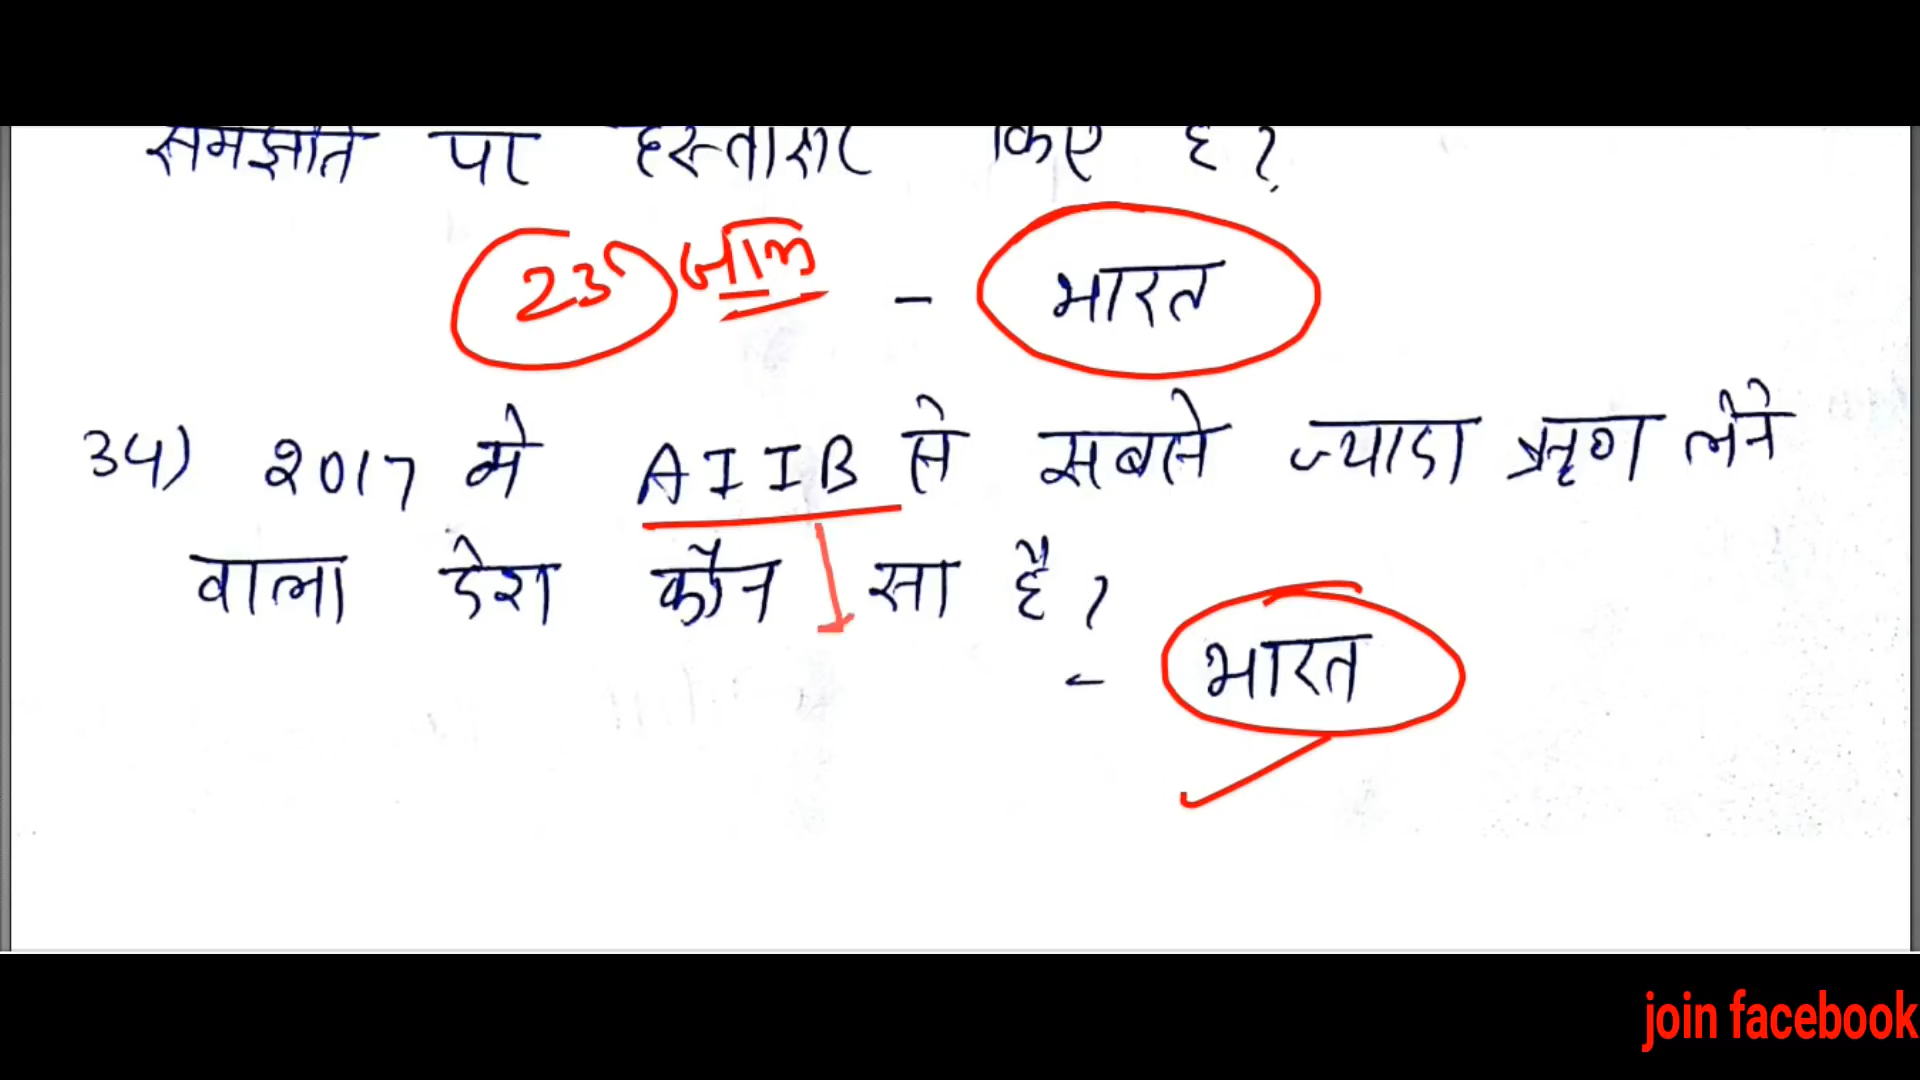 समझौते पर हस्ताक्षर किए है?
23 - भारत
34) 2017 मे AIIB से सबसे ज्यादा ऋण लेने
वाला देश कौन सा है?
- भारत
join facebook